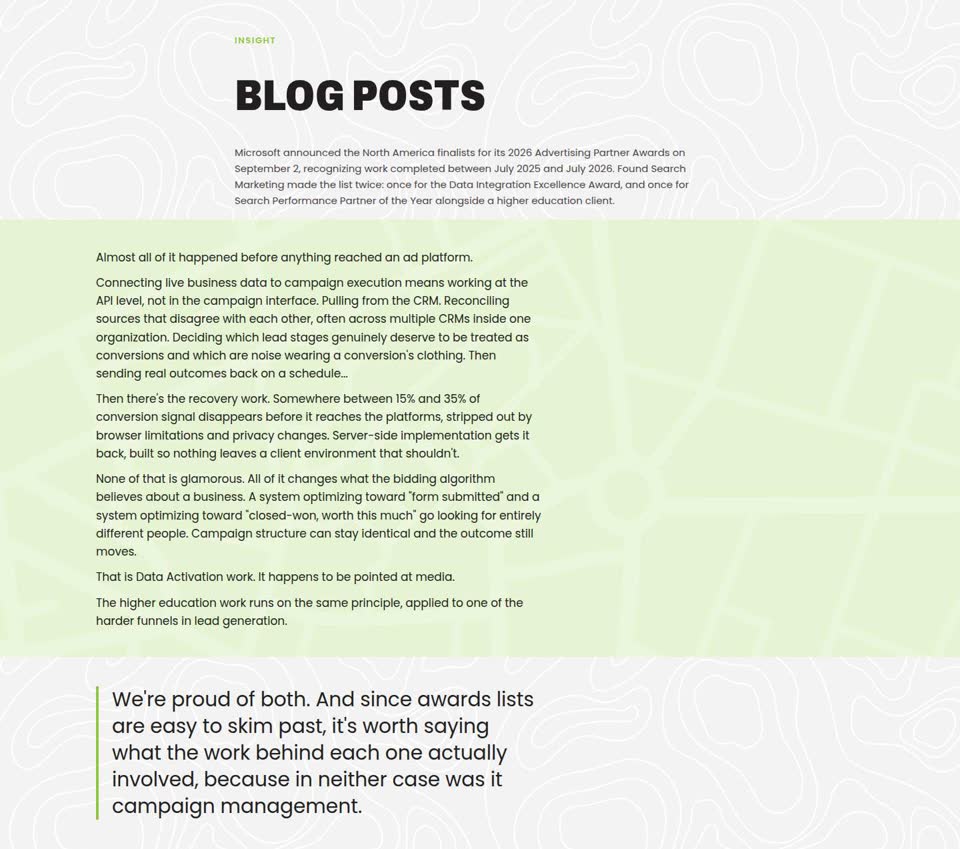 INSIGHT
BLOG POSTS
Microsoft announced the North America finalists for its 2026 Advertising Partner Awards on
September 2, recognizing work completed between July 2025 and July 2026. Found Search
Marketing made the list twice: once for the Data Integration Excellence Award, and once for
Search Performance Partner of the Year alongside a higher education client.
Almost all of it happened before anything reached an ad platform.
Connecting live business data to campaign execution means working at the
API level, not in the campaign interface. Pulling from the CRM. Reconciling
sources that disagree with each other, often across multiple CRMs inside one
organization. Deciding which lead stages genuinely deserve to be treated as
conversions and which are noise wearing a conversion's clothing. Then
sending real outcomes back on a schedule...
Then there's the recovery work. Somewhere between 15% and 35% of
conversion signal disappears before it reaches the platforms, stripped out by
browser limitations and privacy changes. Server-side implementation gets it
back, built so nothing leaves a client environment that shouldn't.
None of that is glamorous. All of it changes what the bidding algorithm
believes about a business. A system optimizing toward "form submitted" and a
system optimizing toward "closed-won, worth this much" go looking for entirely
different people. Campaign structure can stay identical and the outcome still
moves.
That is Data Activation work. It happens to be pointed at media.
The higher education work runs on the same principle, applied to one of the
harder funnels in lead generation.
We're proud of both. And since awards lists
are easy to skim past, it's worth saying
what the work behind each one actually
involved, because in neither case was it
campaign management.